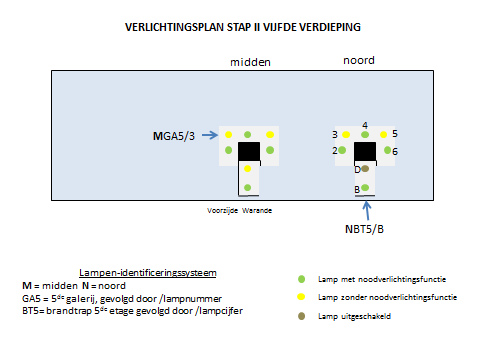 VERLICHTINGSPLAN STAP II VIJFDE VERDIEPING
midden
noord
MGA5/3
4
3
5
2
6
D
B
Voorzijde Warande
NBT5/B
Lampen-identificeringssysteem
M = midden N = noord
GA5 = 5de galerij, gevolgd door /lampnummer
BT5= brandtrap 5de etage gevolgd door /lampcijfer
Lamp met noodverlichtingsfunctie
Lamp zonder noodverlichtingsfunctie
Lamp uitgeschakeld